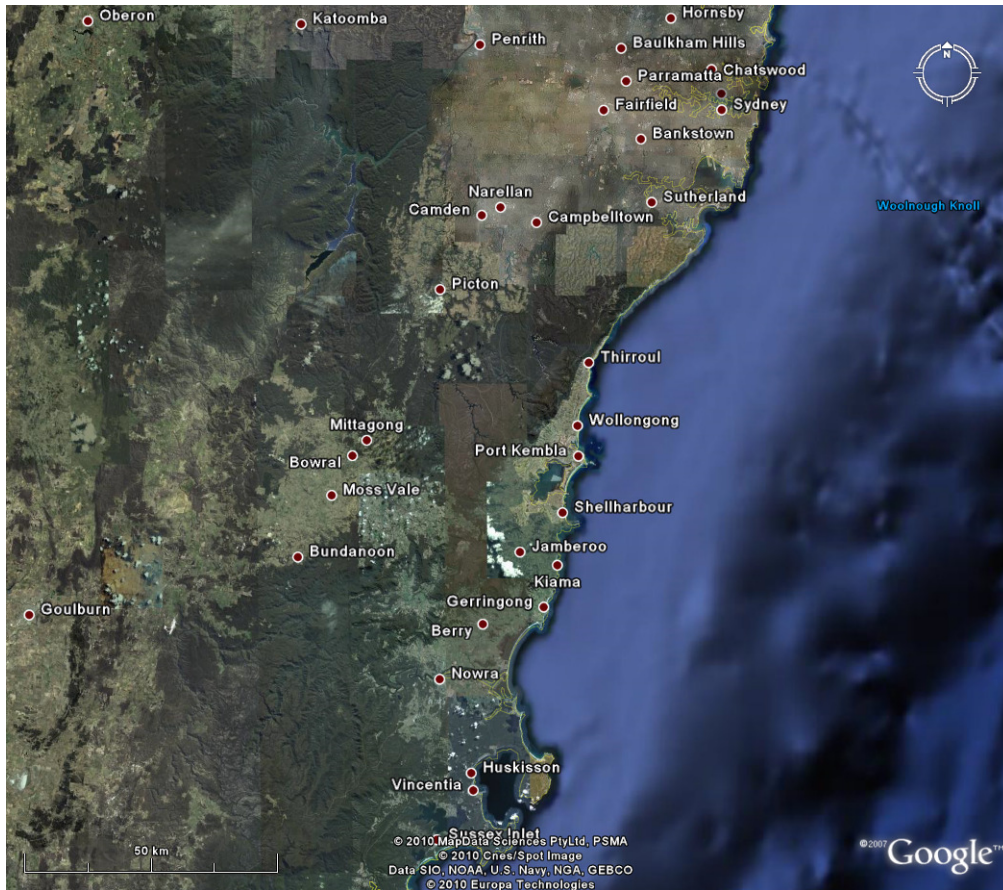 Oberon
Katoomba
Hornsby
Penrith
Baulkham Hills
N
Chatswood
Parramatta
Fairfield
Sydney
Bankstown
Narellan
Camden
Sutherland
Campbelltown
Woolnough Knoll
Picton
Thirroul
Wollongong
Mittagong
Port Kembla
Bowral
Moss Vale
Shellharbour
Jamberoo
Bundanoon
Kiama
Gerringong
Goulburn
Berry
Nowra
Huskisson
Vincentia
Sussex Inlet
© 2010 MapData Sciences PtyLtd, PSMA
© 2010 Cnes/Spot Image
Data SIO, NOAA, U.S. Navy, NGA, GEBCO
© 2010 Europa Technologies
50 km
©2007 Google™